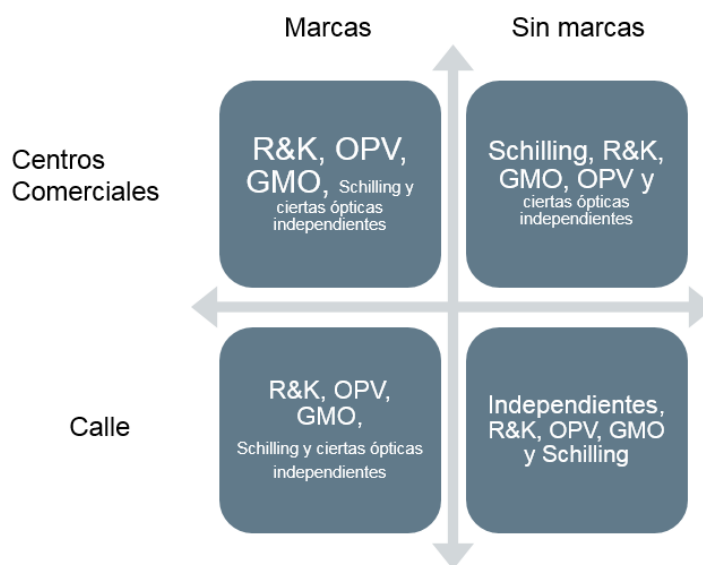 Marcas
Sin marcas
Centros
Comerciales
R&K, OPV,
GMO, Schilling y
ciertas ópticas
independientes
Schilling, R&K,
GMO, OPV y
ciertas ópticas
independientes
Calle
R&K, OPV,
GMO,
Schilling y ciertas ópticas
independientes
Independientes,
R&K, OPV, GMO
y Schilling